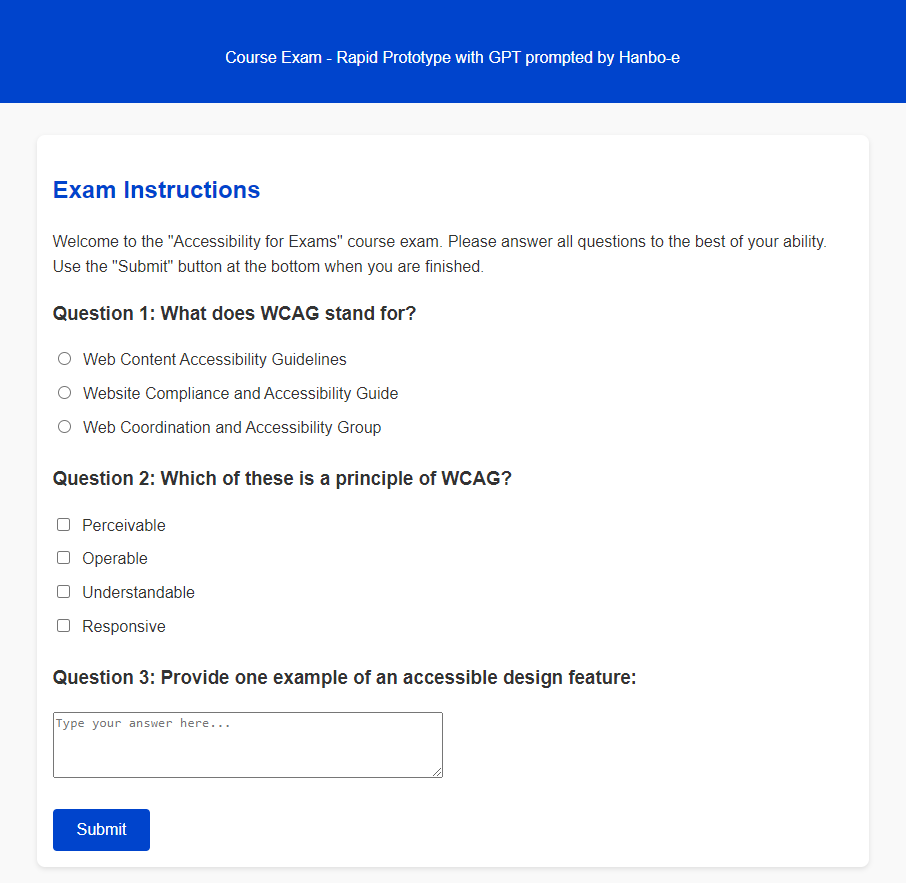 Course Exam - Rapid Prototype with GPT prompted by Hanbo-e
Exam Instructions
Welcome to the "Accessibility for Exams" course exam. Please answer all questions to the best of your ability.
Use the "Submit" button at the bottom when you are finished.
Question 1: What does WCAG stand for?
Web Content Accessibility Guidelines
Website Compliance and Accessibility Guide
Web Coordination and Accessibility Group
Question 2: Which of these is a principle of WCAG?
Perceivable
Operable
Understandable
Responsive
Question 3: Provide one example of an accessible design feature:
Type your answer here...
Submit